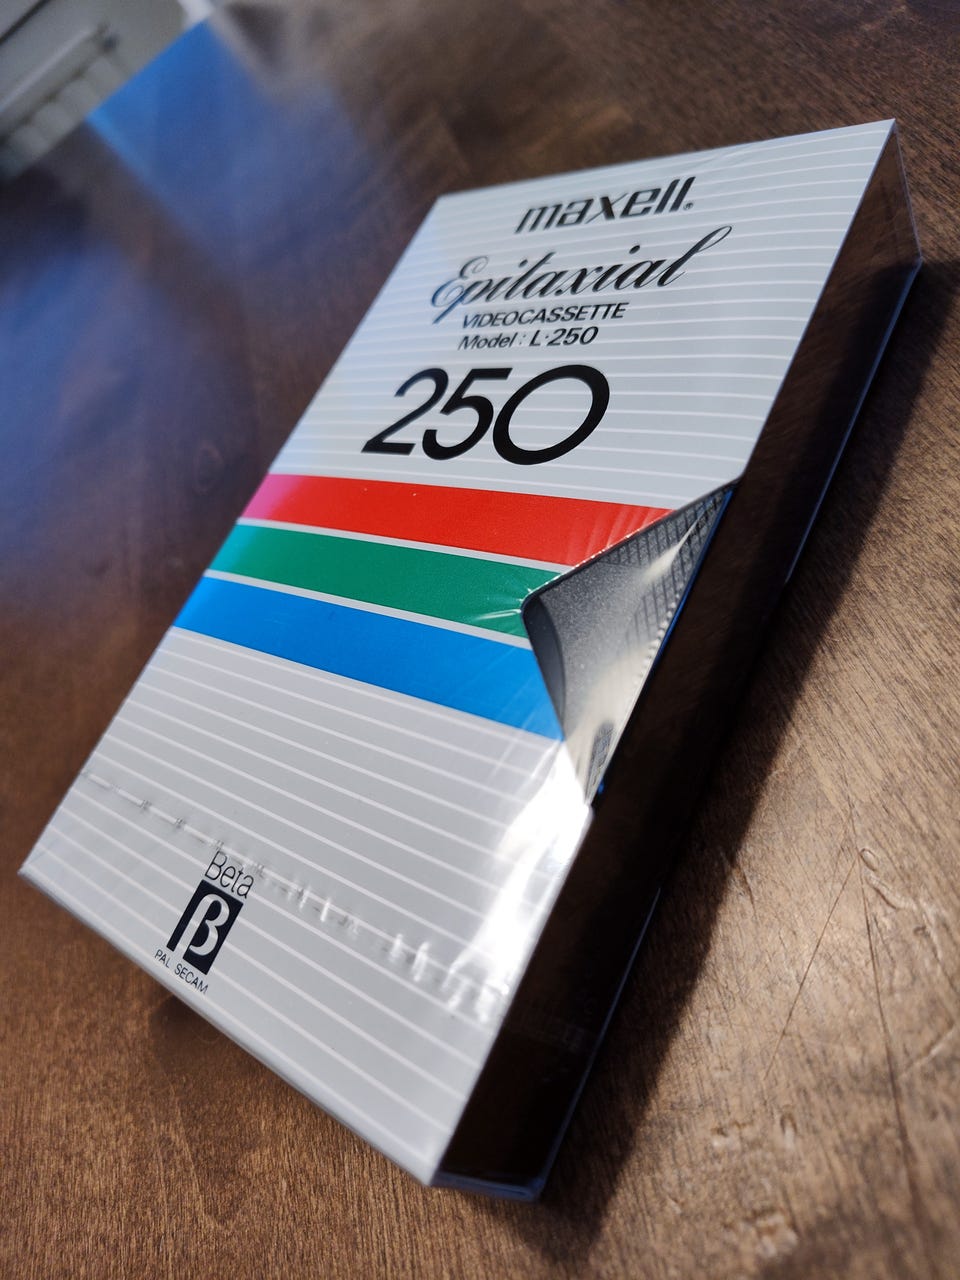 maxell®
Epitaxial
VIDEOCASSETTE
Model : L·250
250
Beta
β
PAL SECAM